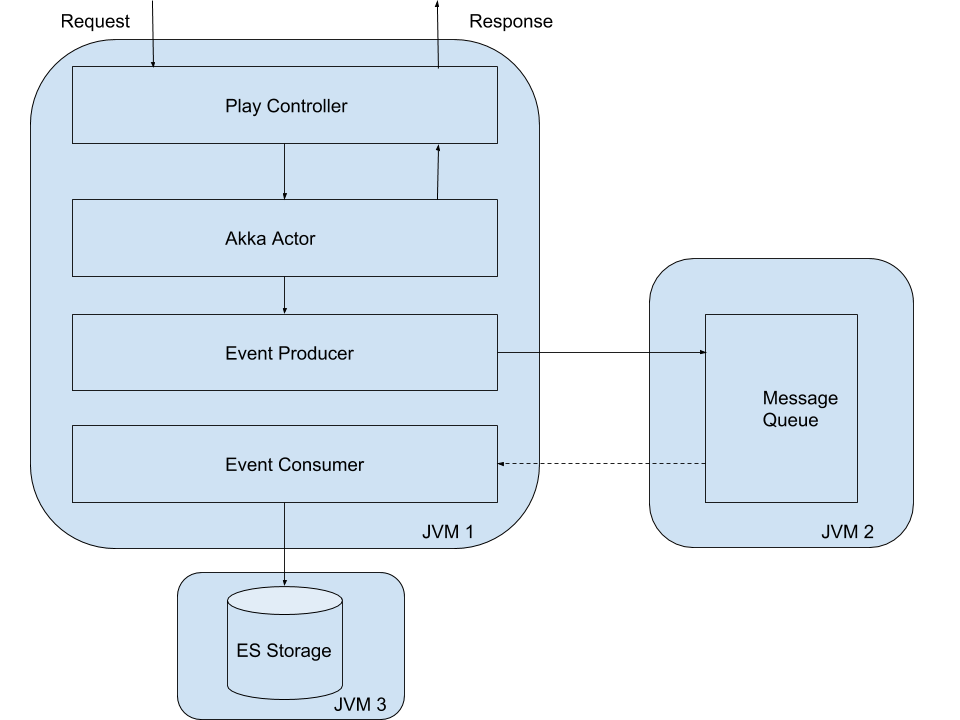 Request
Response
Play Controller
Akka Actor
Event Producer
Message
Queue
Event Consumer
JVM 1
JVM 2
ES Storage
JVM 3